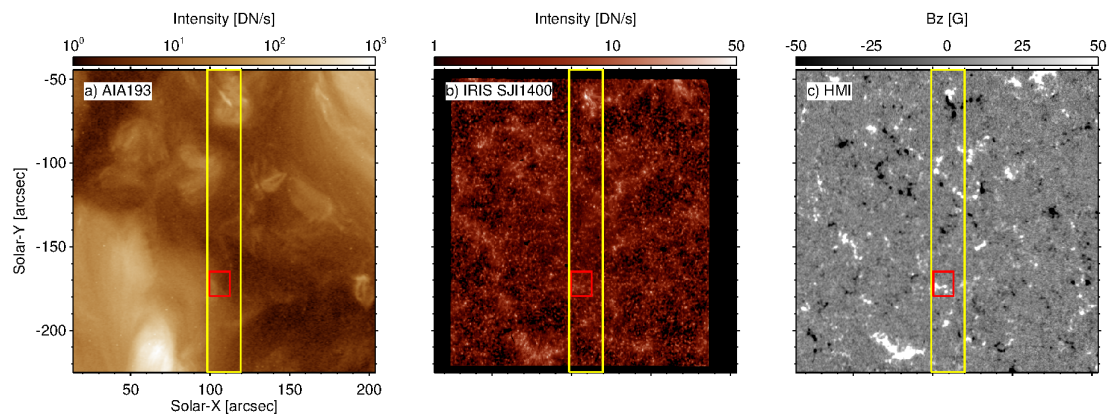 Intensity [DN/s]
10⁰ 10¹ 10² 10³
a) AIA193
-50
-100
-150
-200
Solar-Y [arcsec]
50 100 150 200
Solar-X [arcsec]
Intensity [DN/s]
1 10 50
b) IRIS SJI1400
Bz [G]
-50 -25 0 25 50
c) HMI